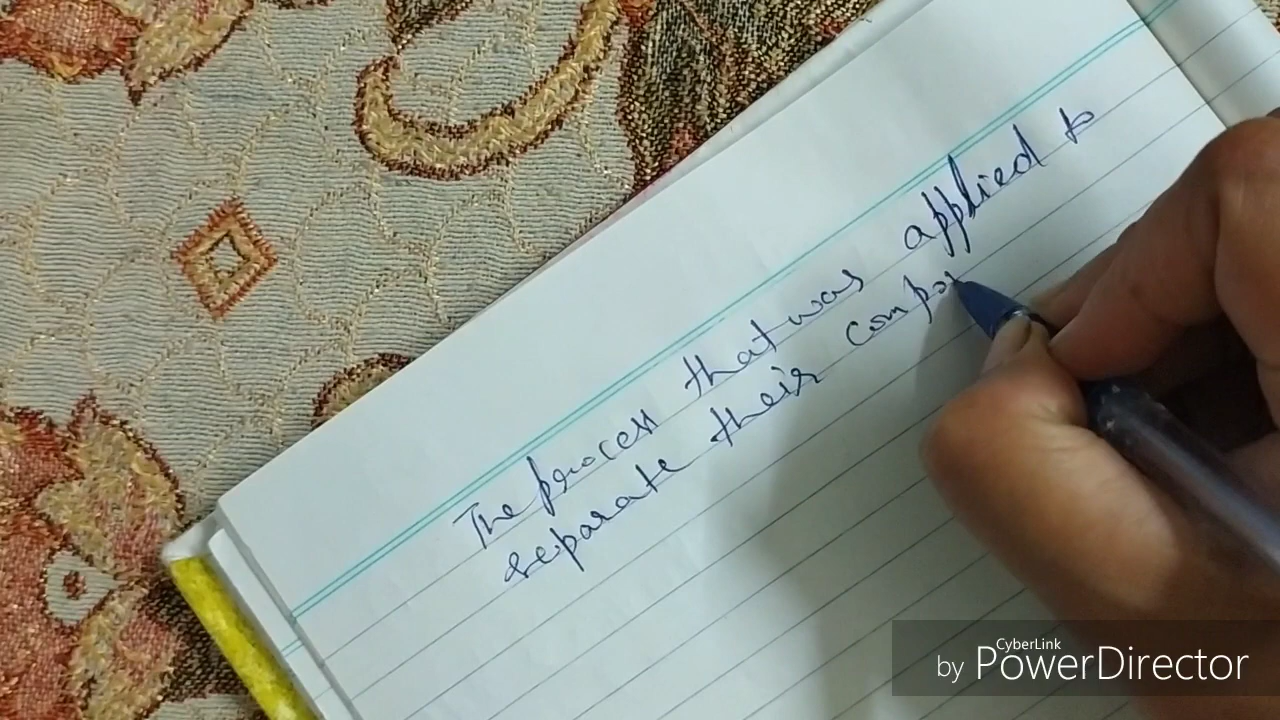 The process that was applied to
separate their compo
CyberLink
by PowerDirector